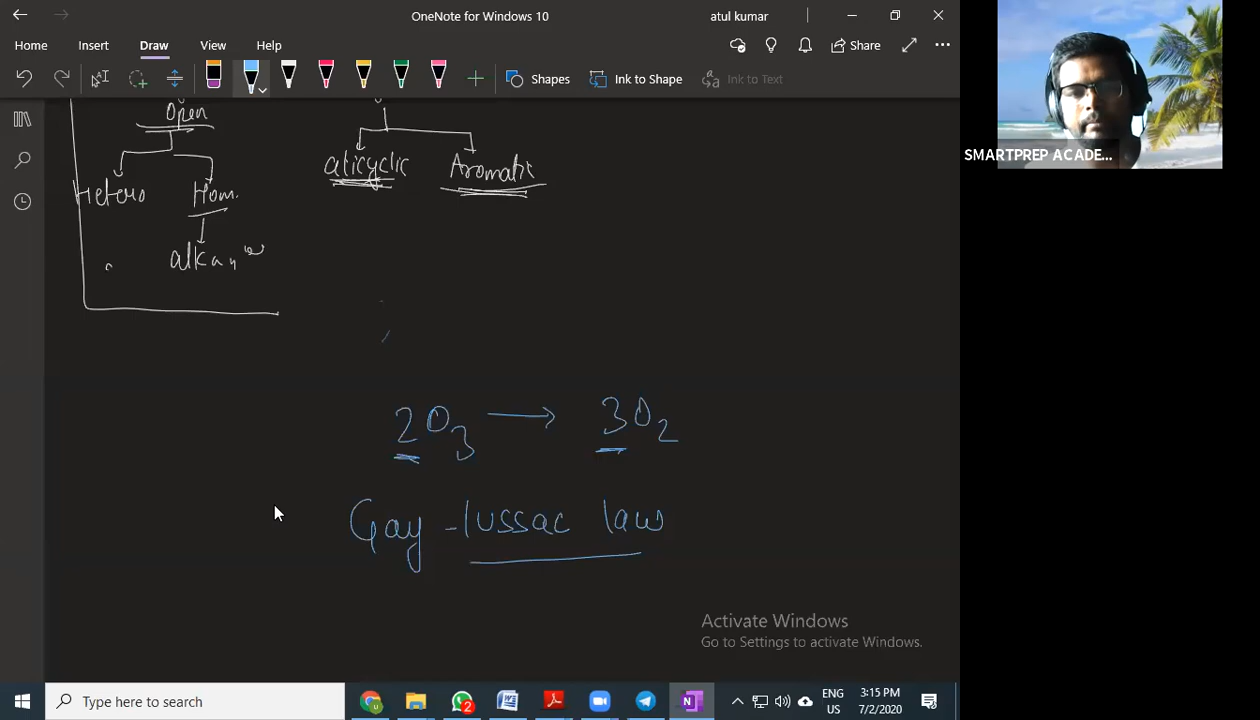 OneNote for Windows 10
atul kumar
Home Insert Draw View Help
Share
Shapes Ink to Shape Ink to Text
SMARTPREP ACADE...
Open
alicyclic Aromatic
Hetero Hom.
alkane
2O3 → 3O2
Gay-lussac law
Activate Windows
Go to Settings to activate Windows.
Type here to search
2
ENG
US
3:15 PM
7/2/2020